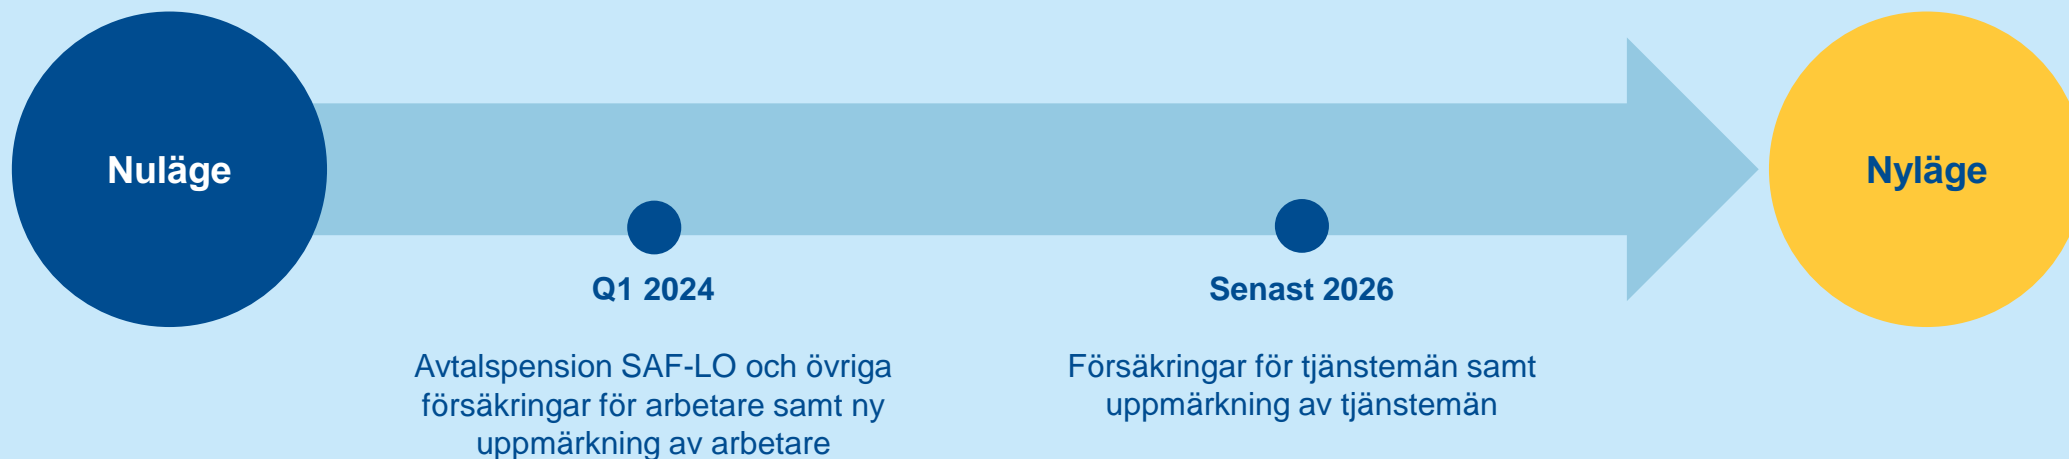 Nuläge
Nyläge
Q1 2024
Avtalspension SAF-LO och övriga
försäkringar för arbetare samt ny
uppmärkning av arbetare
Senast 2026
Försäkringar för tjänstemän samt
uppmärkning av tjänstemän